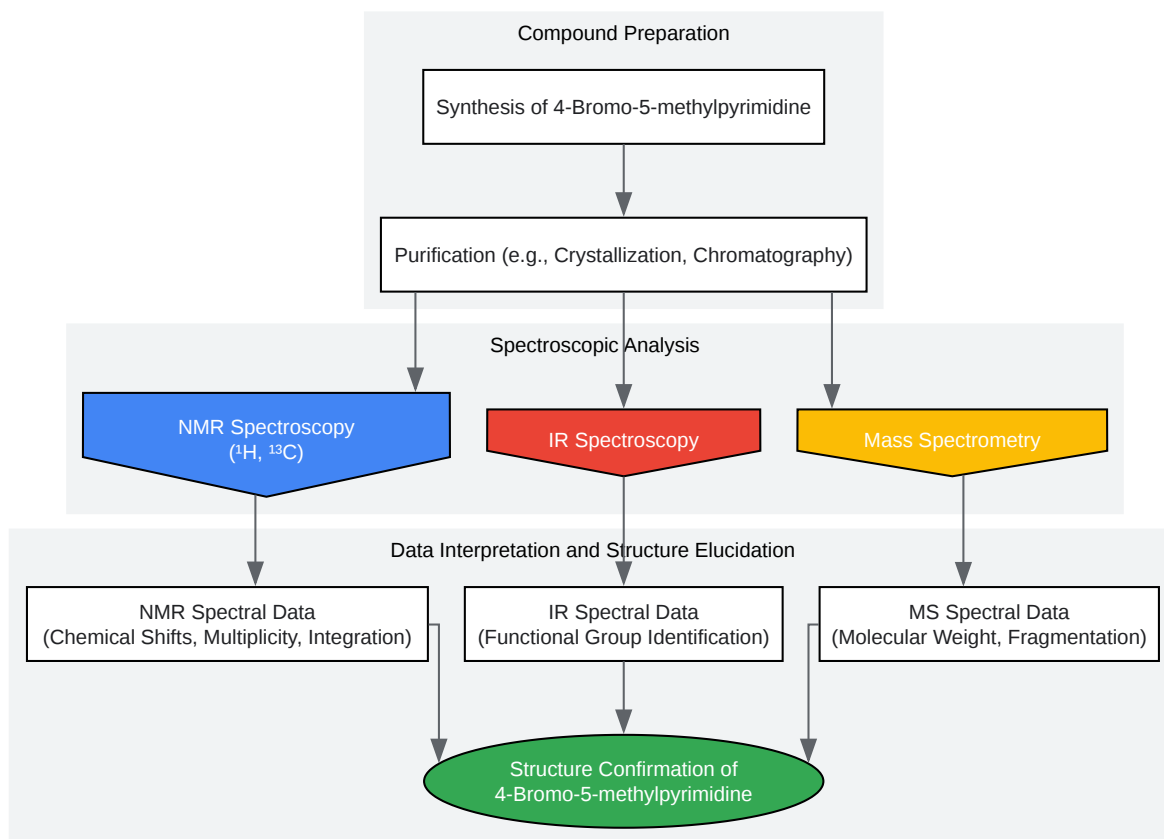 Compound Preparation
Synthesis of 4-Bromo-5-methylpyrimidine
Purification (e.g., Crystallization, Chromatography)
Spectroscopic Analysis
NMR Spectroscopy
(¹H, ¹³C)
IR Spectroscopy
Mass Spectrometry
Data Interpretation and Structure Elucidation
NMR Spectral Data
(Chemical Shifts, Multiplicity, Integration)
IR Spectral Data
(Functional Group Identification)
MS Spectral Data
(Molecular Weight, Fragmentation)
Structure Confirmation of
4-Bromo-5-methylpyrimidine